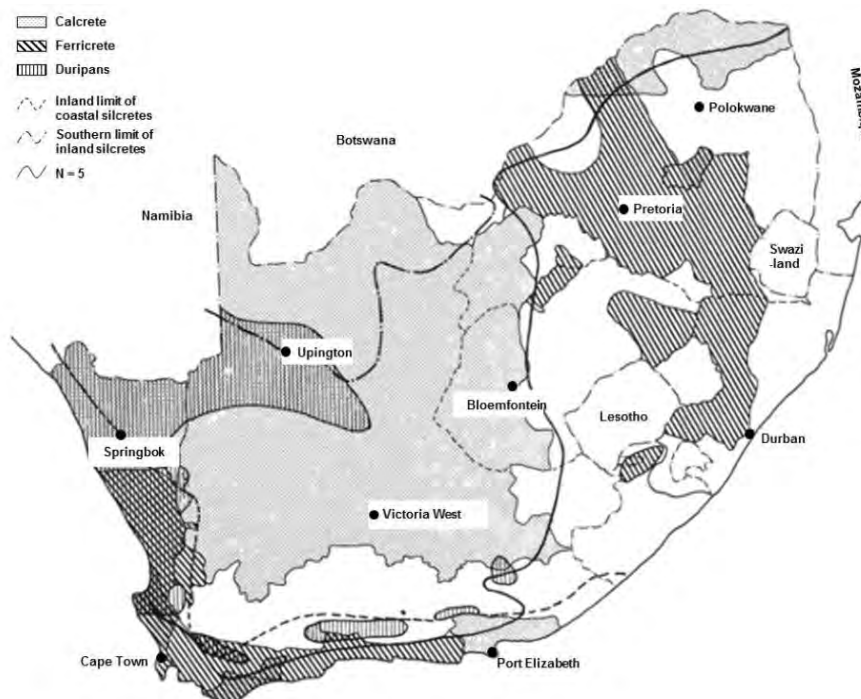 Calcrete
Ferricrete
Duripans
Inland limit of
coastal silcretes
Southern limit of
inland silcretes
N = 5
Botswana
Namibia
Polokwane
Pretoria
Swazi
-land
Upington
Bloemfontein
Lesotho
Springbok
Durban
Victoria West
Cape Town
Port Elizabeth